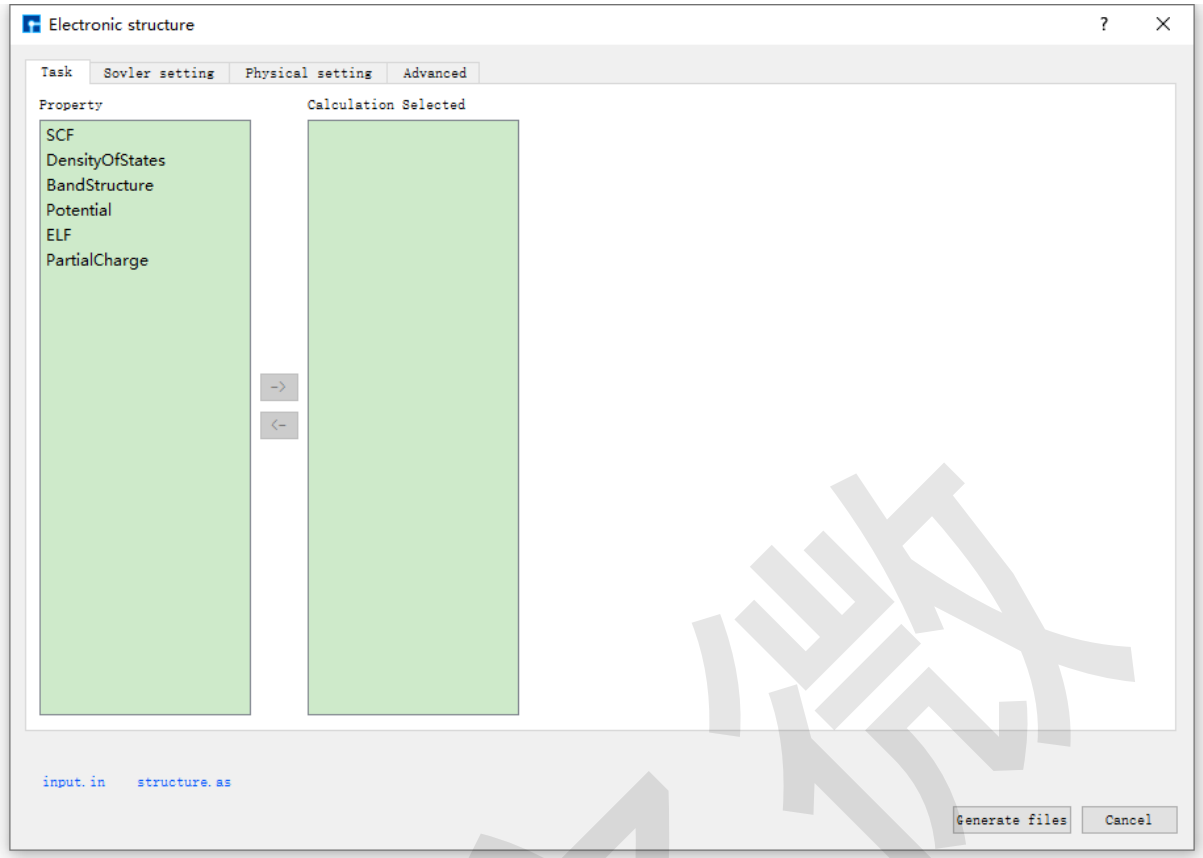 Electronic structure
?
Task Sovler setting Physical setting Advanced
Property Calculation Selected
SCF
DensityOfStates
BandStructure
Potential
ELF
PartialCharge
->
<-
input.in structure.as
Generate files Cancel
微